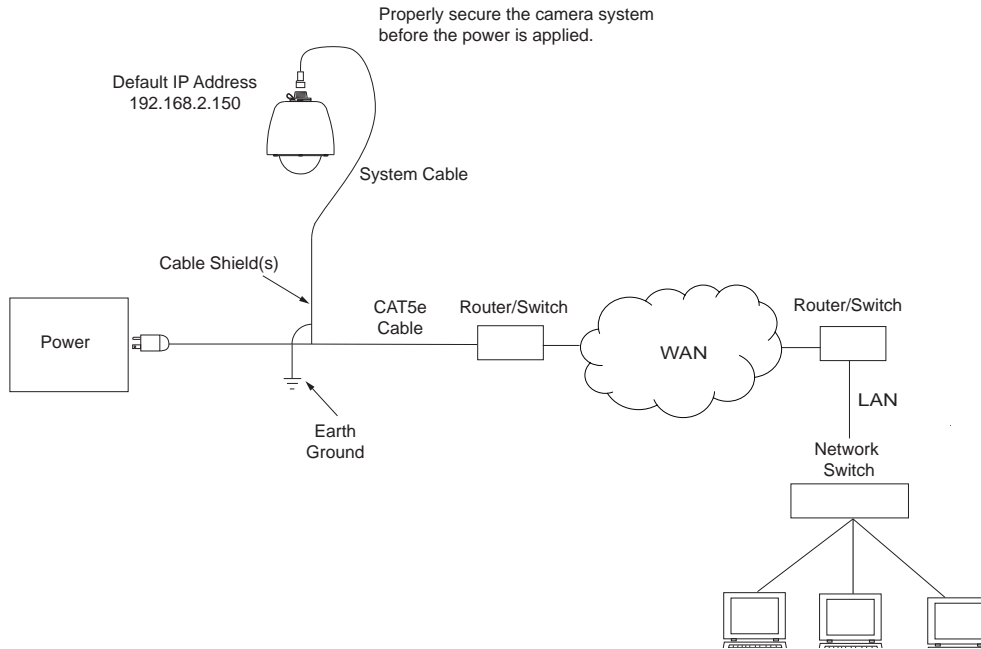 Properly secure the camera system
before the power is applied.
Default IP Address
192.168.2.150
System Cable
Cable Shield(s)
CAT5e
Cable
Router/Switch
Router/Switch
Power
WAN
LAN
Earth
Ground
Network
Switch